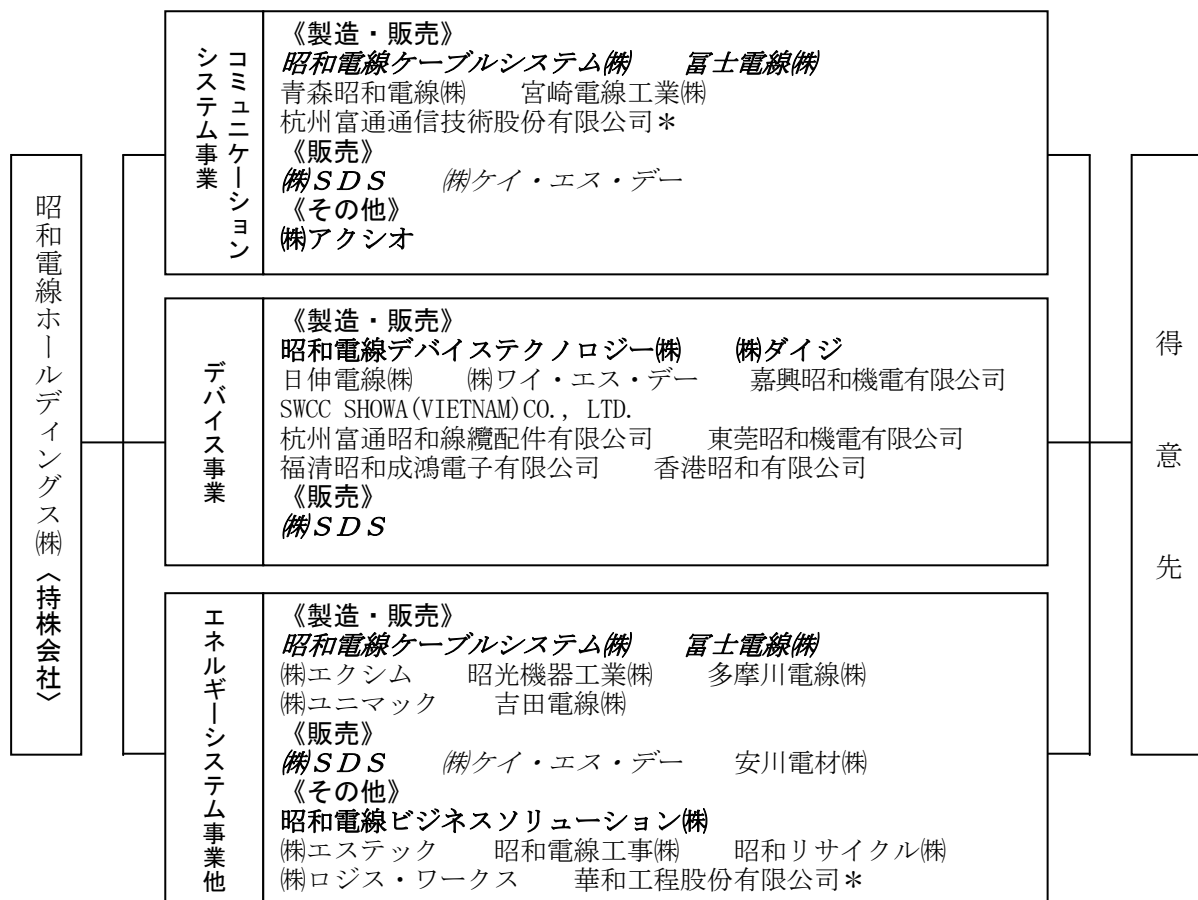 昭和電線ホールディングス㈱〈持株会社〉
コミュニケーション
システム事業
《製造・販売》
昭和電線ケーブルシステム㈱　冨士電線㈱
青森昭和電線㈱　宮崎電線工業㈱
杭州富通通信技術股份有限公司＊
《販売》
㈱ＳＤＳ　㈱ケイ・エス・デー
《その他》
㈱アクシオ
デバイス事業
《製造・販売》
昭和電線デバイステクノロジー㈱　㈱ダイジ
日伸電線㈱　㈱ワイ・エス・デー　嘉興昭和機電有限公司
SWCC SHOWA(VIETNAM)CO., LTD.
杭州富通昭和線纜配件有限公司　東莞昭和機電有限公司
福清昭和成鴻電子有限公司　香港昭和有限公司
《販売》
㈱ＳＤＳ
エネルギーシステム事業他
《製造・販売》
昭和電線ケーブルシステム㈱　冨士電線㈱
㈱エクシム　昭光機器工業㈱　多摩川電線㈱
㈱ユニマック　吉田電線㈱
《販売》
㈱ＳＤＳ　㈱ケイ・エス・デー　安川電材㈱
《その他》
昭和電線ビジネスソリューション㈱
㈱エステック　昭和電線工事㈱　昭和リサイクル㈱
㈱ロジス・ワークス　華和工程股份有限公司＊
得意先